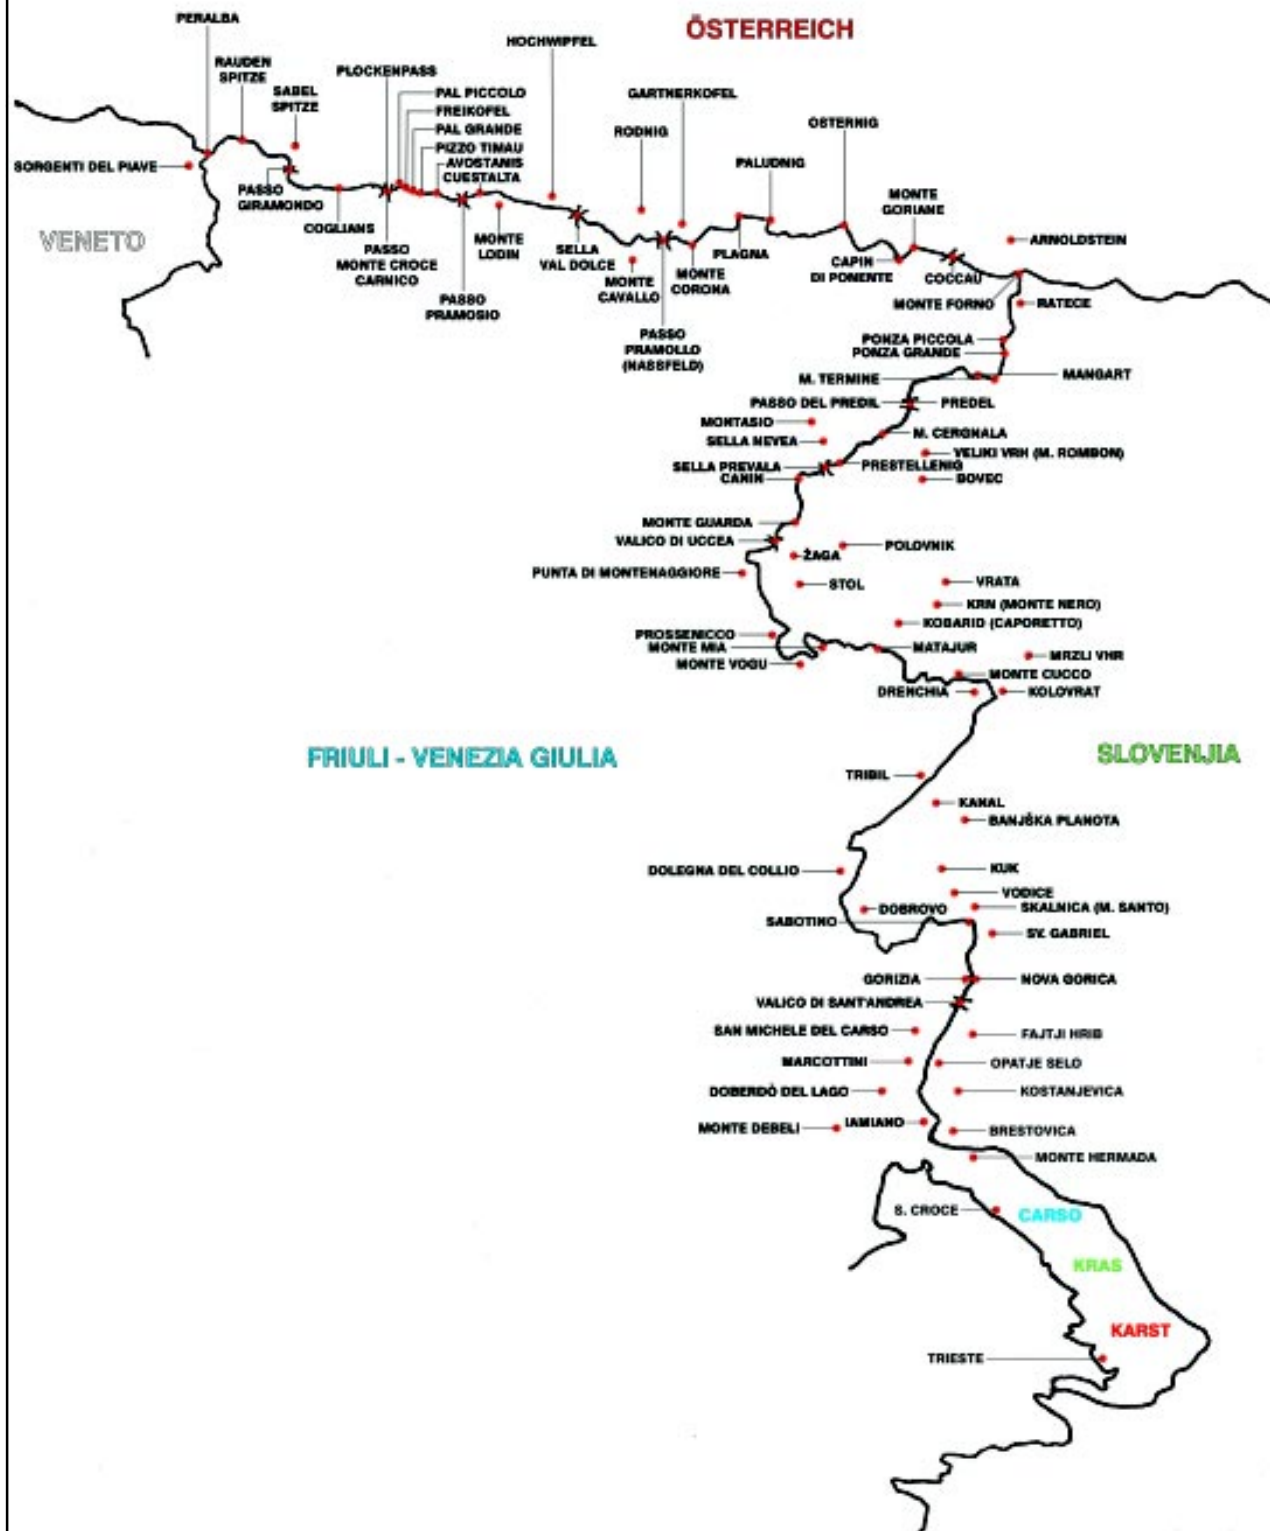 PERALBA
ÖSTERREICH
HOCHWIPFEL
RAUDEN
SPITZE
PLOCKENPASS
SABEL
SPITZE
PAL PICCOLO
GARTNERKOFEL
FREIKOFEL
OSTERNIG
PAL GRANDE
RODNIG
PIZZO TIMAU
AVOSTANIS
PALUDNIG
SORGENTI DEL PIAVE
CUESTALTA
PASSO
GIRAMONDO
MONTE
GORIANE
COGLIANS
VENETO
MONTE
LODIN
ARNOLDSTEIN
PASSO
MONTE CROCE
CARNICO
SELLA
VAL DOLCE
PLAGNA
MONTE
CORONA
CAPIN
DI PONENTE
COCCAU
MONTE
CAVALLO
PASSO
PRAMOSIO
MONTE FORNO
RATECE
PASSO
PRAMOLLO
(NASSFELD)
PONZA PICCOLA
PONZA GRANDE
M. TERMINE
MANGART
PASSO DEL PREDIL
PREDEL
MONTASIO
M. CERGNALA
SELLA NEVEA
VELIKI VRH (M. ROMBON)
SELLA PREVALA
PRESTELLENIG
CANIN
BOVEC
MONTE GUARDA
VALICO DI UCCEA
POLOVNIK
ŽAGA
PUNTA DI MONTENAGGIORE
STOL
VRATA
KRN (MONTE NERO)
KOBARID (CAPORETTO)
PROSSENICCO
MONTE MIA
MATAJUR
MRZLI VHR
MONTE VOGU
MONTE CUCCO
DRENCHIA
KOLOVRAT
FRIULI - VENEZIA GIULIA
SLOVENJIA
TRIBIL
KANAL
BANJŠKA PLANOTA
DOLEGNA DEL COLLIO
KUK
VODICE
DOBROVO
SKALNICA (M. SANTO)
SABOTINO
SV. GABRIEL
GORIZIA
NOVA GORICA
VALICO DI SANT'ANDREA
SAN MICHELE DEL CARSO
FAJTJI HRIB
MARCOTTINI
OPATJE SELO
DOBERDÒ DEL LAGO
KOSTANJEVICA
IAMIANO
MONTE DEBELI
BRESTOVICA
MONTE HERMADA
S. CROCE
CARSO
KRAS
KARST
TRIESTE